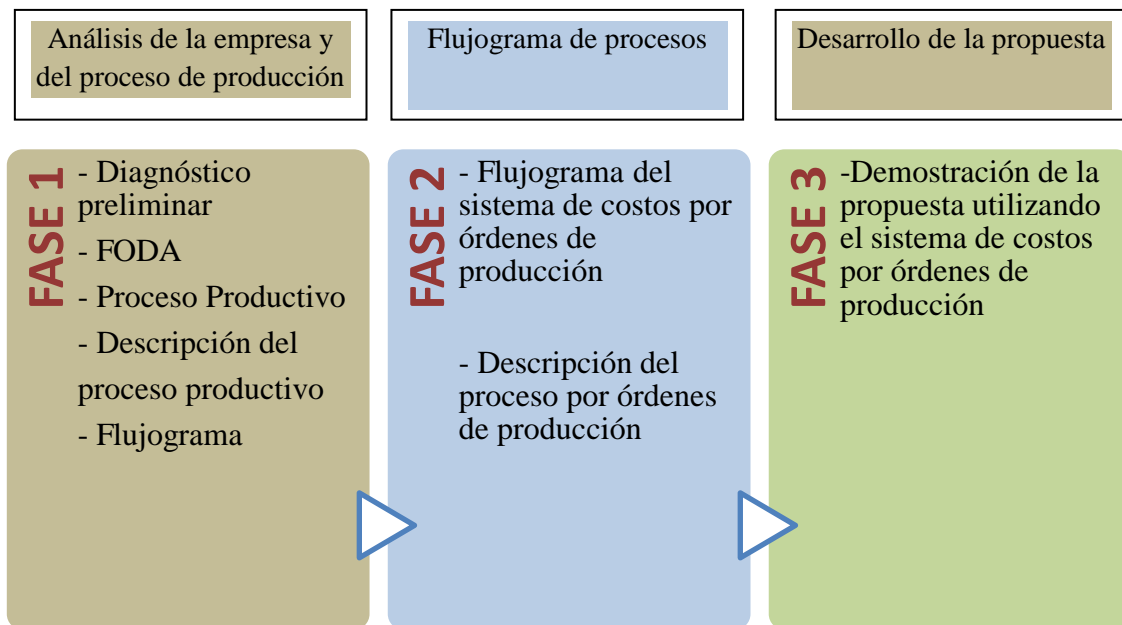 Análisis de la empresa y
del proceso de producción
Flujograma de procesos
Desarrollo de la propuesta
FASE 1
- Diagnóstico
preliminar
- FODA
- Proceso Productivo
- Descripción del
proceso productivo
- Flujograma
FASE 2
- Flujograma del
sistema de costos por
órdenes de
producción
- Descripción del
proceso por órdenes
de producción
FASE 3
-Demostración de la
propuesta utilizando
el sistema de costos
por órdenes de
producción